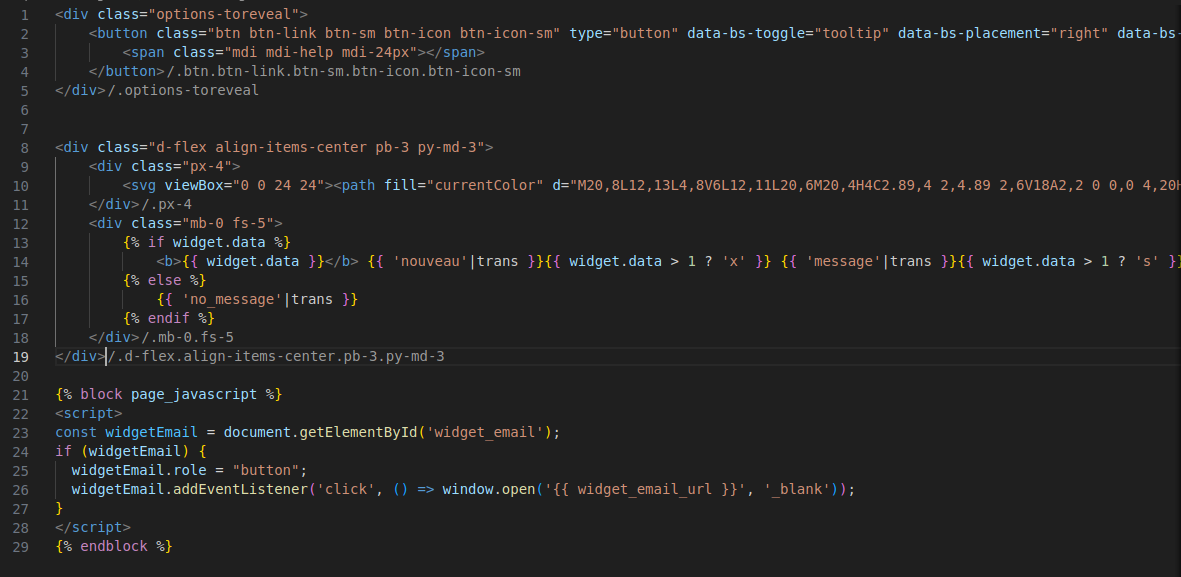 1 <div class="options-toreveal">
2 <button class="btn btn-link btn-sm btn-icon btn-icon-sm" type="button" data-bs-toggle="tooltip" data-bs-placement="right" data-bs-
3 <span class="mdi mdi-help mdi-24px"></span>
4 </button>/.btn.btn-link.btn-sm.btn-icon.btn-icon-sm
5 </div>/.options-toreveal
6
7
8 <div class="d-flex align-items-center pb-3 py-md-3">
9 <div class="px-4">
10 <svg viewBox="0 0 24 24"><path fill="currentColor" d="M20,8L12,13L4,8V6L12,11L20,6M20,4H4C2.89,4 2,4.89 2,6V18A2,2 0 0,0 4,20H
11 </div>/.px-4
12 <div class="mb-0 fs-5">
13 {% if widget.data %}
14 <b>{{ widget.data }}</b> {{ 'nouveau'|trans }}{{ widget.data > 1 ? 'x' }} {{ 'message'|trans }}{{ widget.data > 1 ? 's' }}
15 {% else %}
16 {{ 'no_message'|trans }}
17 {% endif %}
18 </div>/.mb-0.fs-5
19 </div>/.d-flex.align-items-center.pb-3.py-md-3
20
21 {% block page_javascript %}
22 <script>
23 const widgetEmail = document.getElementById('widget_email');
24 if (widgetEmail) {
25 widgetEmail.role = "button";
26 widgetEmail.addEventListener('click', () => window.open('{{ widget_email_url }}', '_blank'));
27 }
28 </script>
29 {% endblock %}